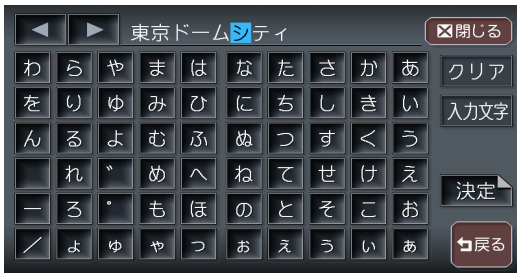 ◀ ▶ 東京ドームシティ ×閉じる
わ ら や ま は な た さ か あ クリア
を り ゆ み ひ に ち し き い 入力文字
ん る よ む ふ ぬ つ す く う
れ ゛ め へ ね て せ け え 決定
ー ろ ゜ も ほ の と そ こ お
／ ょ ゅ ゃ っ ぉ ぇ ぅ ぃ ぁ 戻る